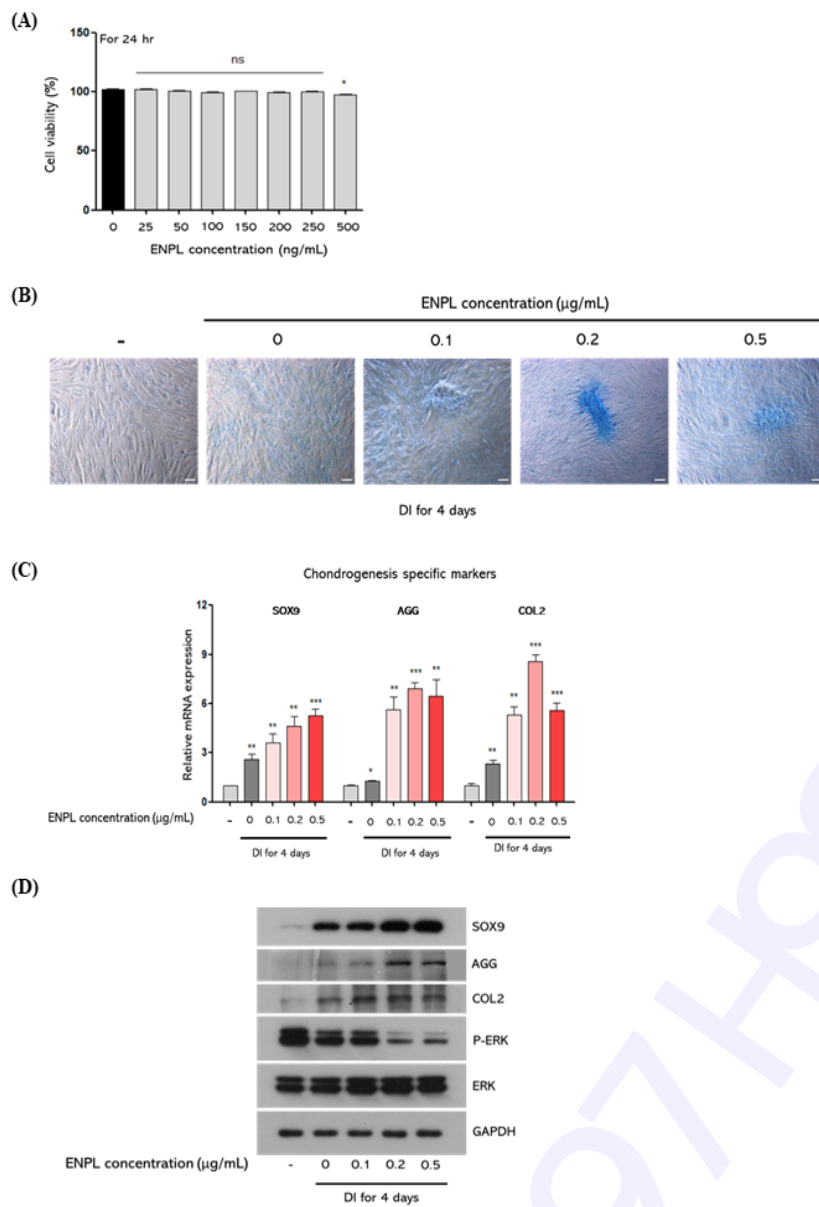 (A)
For 24 hr
ns
*
150
100
50
0
Cell viability (%)
0 25 50 100 150 200 250 500
ENPL concentration (ng/mL)
(B)
ENPL concentration (μg/mL)
- 0 0.1 0.2 0.5
DI for 4 days
(C)
Chondrogenesis specific markers
SOX9 AGG COL2
12
9
6
3
0
Relative mRNA expression
** ** ** *** * ** *** ** ** ** *** ***
ENPL concentration (μg/mL) - 0 0.1 0.2 0.5 - 0 0.1 0.2 0.5 - 0 0.1 0.2 0.5
DI for 4 days DI for 4 days DI for 4 days
(D)
SOX9
AGG
COL2
P-ERK
ERK
GAPDH
ENPL concentration (μg/mL) - 0 0.1 0.2 0.5
DI for 4 days